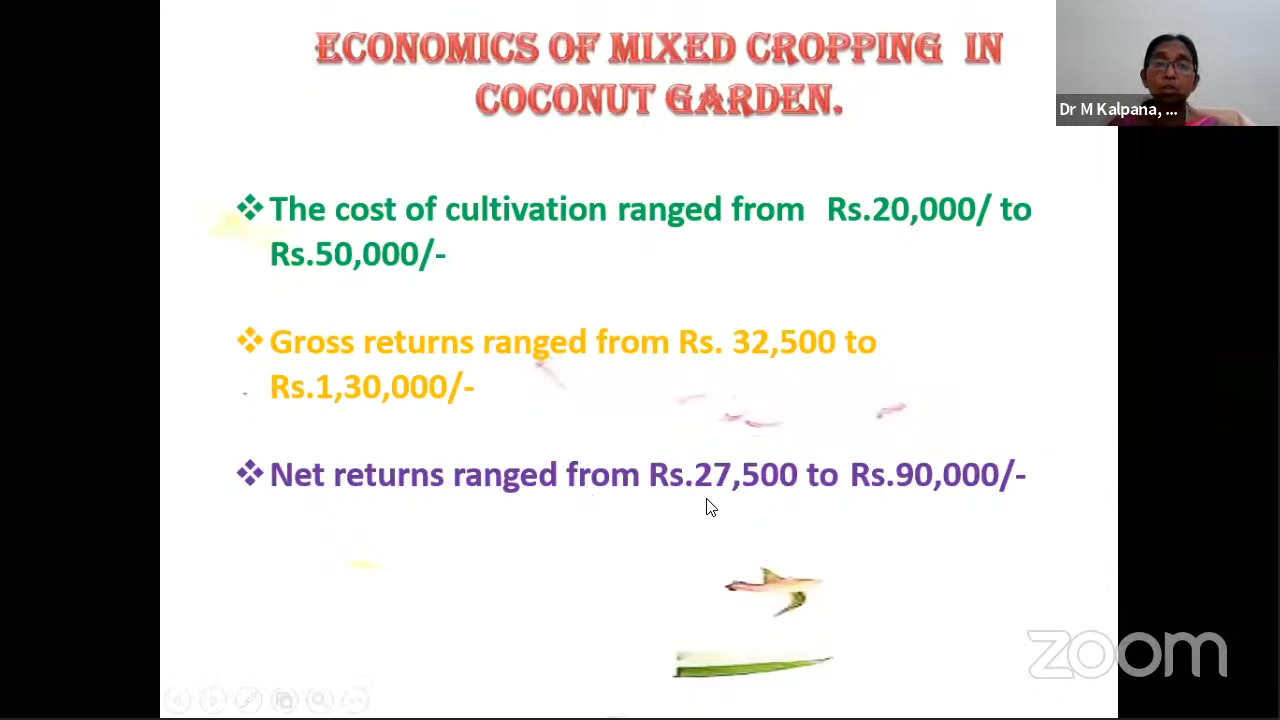 ECONOMICS OF MIXED CROPPING IN
COCONUT GARDEN.
Dr M Kalpana, ...
❖ The cost of cultivation ranged from Rs.20,000/ to
Rs.50,000/-
❖ Gross returns ranged from Rs. 32,500 to
Rs.1,30,000/-
❖ Net returns ranged from Rs.27,500 to Rs.90,000/-
zoom